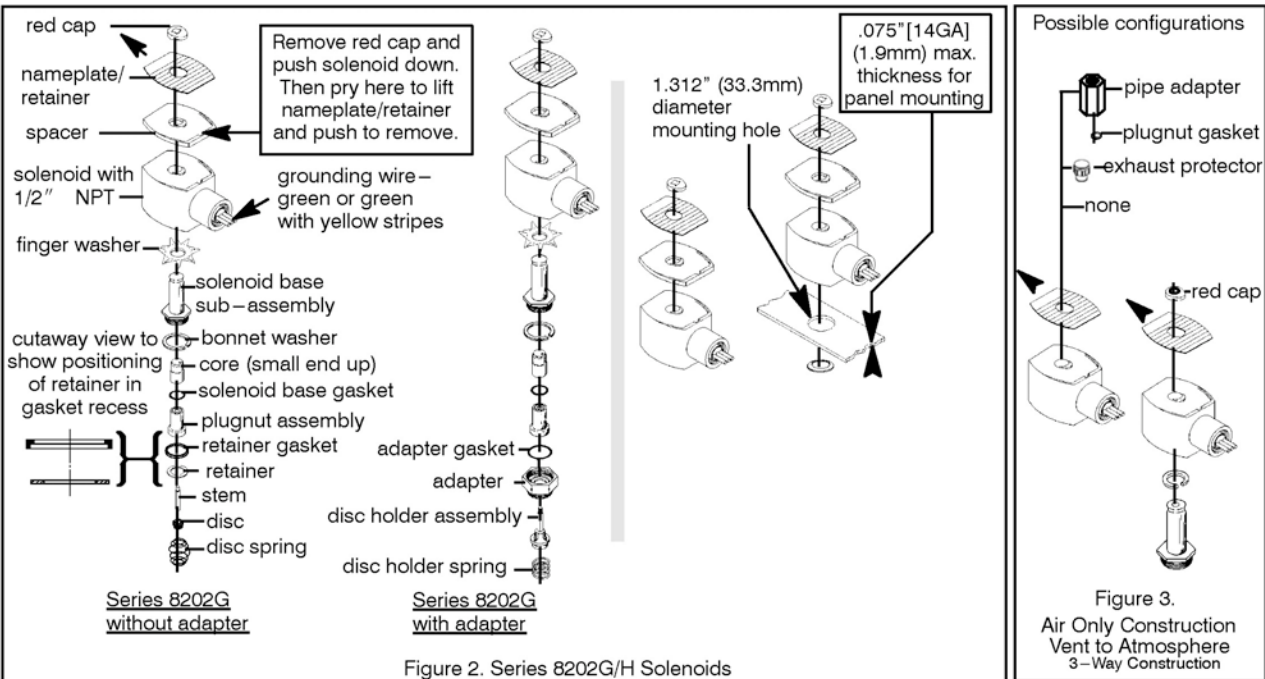 red cap
nameplate/
retainer
spacer
solenoid with
1/2" NPT
finger washer
Remove red cap and
push solenoid down.
Then pry here to lift
nameplate/retainer
and push to remove.
grounding wire–
green or green
with yellow stripes
solenoid base
sub–assembly
bonnet washer
core (small end up)
solenoid base gasket
plugnut assembly
retainer gasket
retainer
stem
disc
disc spring
cutaway view to
show positioning
of retainer in
gasket recess
Series 8202G
without adapter
adapter gasket
adapter
disc holder assembly
disc holder spring
Series 8202G
with adapter
1.312" (33.3mm)
diameter
mounting hole
.075"[14GA]
(1.9mm) max.
thickness for
panel mounting
Figure 2. Series 8202G/H Solenoids
Possible configurations
pipe adapter
plugnut gasket
exhaust protector
none
red cap
Figure 3.
Air Only Construction
Vent to Atmosphere
3–Way Construction